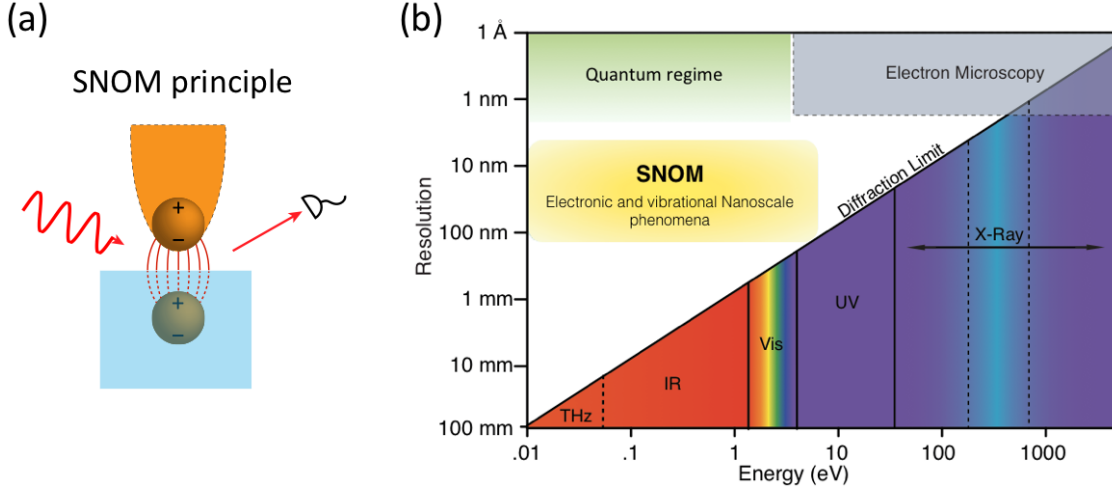 (a)
SNOM principle
+
−
+
−
(b)
1 Å
1 nm
10 nm
100 nm
1 mm
10 mm
100 mm
Resolution
Quantum regime
Electron Microscopy
SNOM
Electronic and vibrational Nanoscale
phenomena
Diffraction Limit
X-Ray
UV
Vis
IR
THz
.01
.1
1
10
100
1000
Energy (eV)